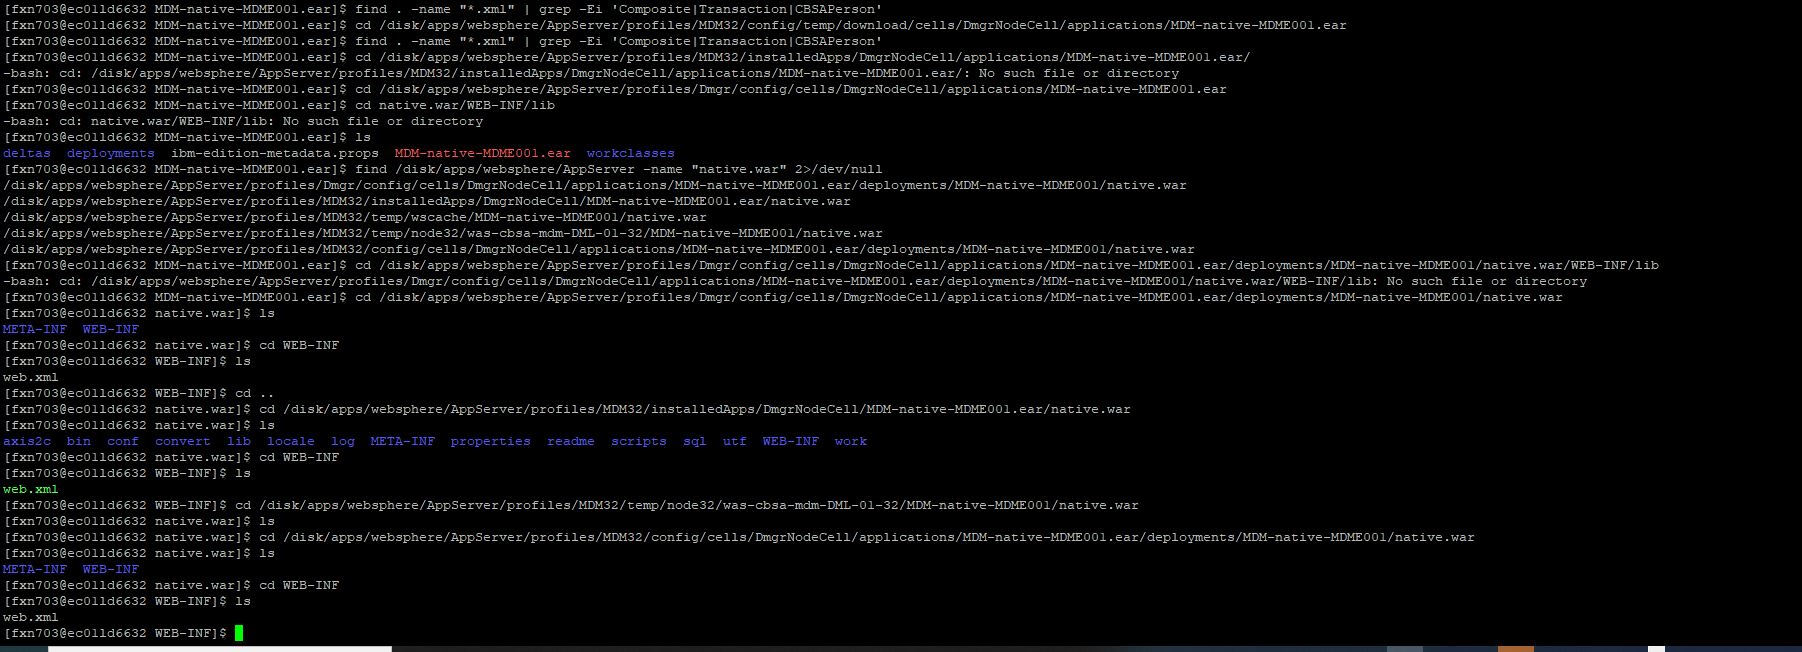 [fxn703@ec01ld6632 MDM-native-MDME001.ear]$ find . -name "*.xml" | grep -Ei 'Composite|Transaction|CBSAPerson'
[fxn703@ec01ld6632 MDM-native-MDME001.ear]$ cd /disk/apps/websphere/AppServer/profiles/MDM32/config/temp/download/cells/DmgrNodeCell/applications/MDM-native-MDME001.ear
[fxn703@ec01ld6632 MDM-native-MDME001.ear]$ find . -name "*.xml" | grep -Ei 'Composite|Transaction|CBSAPerson'
[fxn703@ec01ld6632 MDM-native-MDME001.ear]$ cd /disk/apps/websphere/AppServer/profiles/MDM32/installedApps/DmgrNodeCell/applications/MDM-native-MDME001.ear/
-bash: cd: /disk/apps/websphere/AppServer/profiles/MDM32/installedApps/DmgrNodeCell/applications/MDM-native-MDME001.ear/: No such file or directory
[fxn703@ec01ld6632 MDM-native-MDME001.ear]$ cd /disk/apps/websphere/AppServer/profiles/Dmgr/config/cells/DmgrNodeCell/applications/MDM-native-MDME001.ear
[fxn703@ec01ld6632 MDM-native-MDME001.ear]$ cd native.war/WEB-INF/lib
-bash: cd: native.war/WEB-INF/lib: No such file or directory
[fxn703@ec01ld6632 MDM-native-MDME001.ear]$ ls
deltas  deployments  ibm-edition-metadata.props  MDM-native-MDME001.ear  workclasses
[fxn703@ec01ld6632 MDM-native-MDME001.ear]$ find /disk/apps/websphere/AppServer -name "native.war" 2>/dev/null
/disk/apps/websphere/AppServer/profiles/Dmgr/config/cells/DmgrNodeCell/applications/MDM-native-MDME001.ear/deployments/MDM-native-MDME001/native.war
/disk/apps/websphere/AppServer/profiles/MDM32/installedApps/DmgrNodeCell/MDM-native-MDME001.ear/native.war
/disk/apps/websphere/AppServer/profiles/MDM32/temp/wscache/MDM-native-MDME001/native.war
/disk/apps/websphere/AppServer/profiles/MDM32/temp/node32/was-cbsa-mdm-DML-01-32/MDM-native-MDME001/native.war
/disk/apps/websphere/AppServer/profiles/MDM32/config/cells/DmgrNodeCell/applications/MDM-native-MDME001.ear/deployments/MDM-native-MDME001/native.war
[fxn703@ec01ld6632 MDM-native-MDME001.ear]$ cd /disk/apps/websphere/AppServer/profiles/Dmgr/config/cells/DmgrNodeCell/applications/MDM-native-MDME001.ear/deployments/MDM-native-MDME001/native.war/WEB-INF/lib
-bash: cd: /disk/apps/websphere/AppServer/profiles/Dmgr/config/cells/DmgrNodeCell/applications/MDM-native-MDME001.ear/deployments/MDM-native-MDME001/native.war/WEB-INF/lib: No such file or directory
[fxn703@ec01ld6632 MDM-native-MDME001.ear]$ cd /disk/apps/websphere/AppServer/profiles/Dmgr/config/cells/DmgrNodeCell/applications/MDM-native-MDME001.ear/deployments/MDM-native-MDME001/native.war
[fxn703@ec01ld6632 native.war]$ ls
META-INF  WEB-INF
[fxn703@ec01ld6632 native.war]$ cd WEB-INF
[fxn703@ec01ld6632 WEB-INF]$ ls
web.xml
[fxn703@ec01ld6632 WEB-INF]$ cd ..
[fxn703@ec01ld6632 native.war]$ cd /disk/apps/websphere/AppServer/profiles/MDM32/installedApps/DmgrNodeCell/MDM-native-MDME001.ear/native.war
[fxn703@ec01ld6632 native.war]$ ls
axis2c  bin  conf  convert  lib  locale  log  META-INF  properties  readme  scripts  sql  utf  WEB-INF  work
[fxn703@ec01ld6632 native.war]$ cd WEB-INF
[fxn703@ec01ld6632 WEB-INF]$ ls
web.xml
[fxn703@ec01ld6632 WEB-INF]$ cd /disk/apps/websphere/AppServer/profiles/MDM32/temp/node32/was-cbsa-mdm-DML-01-32/MDM-native-MDME001/native.war
[fxn703@ec01ld6632 native.war]$ ls
[fxn703@ec01ld6632 native.war]$ cd /disk/apps/websphere/AppServer/profiles/MDM32/config/cells/DmgrNodeCell/applications/MDM-native-MDME001.ear/deployments/MDM-native-MDME001/native.war
[fxn703@ec01ld6632 native.war]$ ls
META-INF  WEB-INF
[fxn703@ec01ld6632 native.war]$ cd WEB-INF
[fxn703@ec01ld6632 WEB-INF]$ ls
web.xml
[fxn703@ec01ld6632 WEB-INF]$